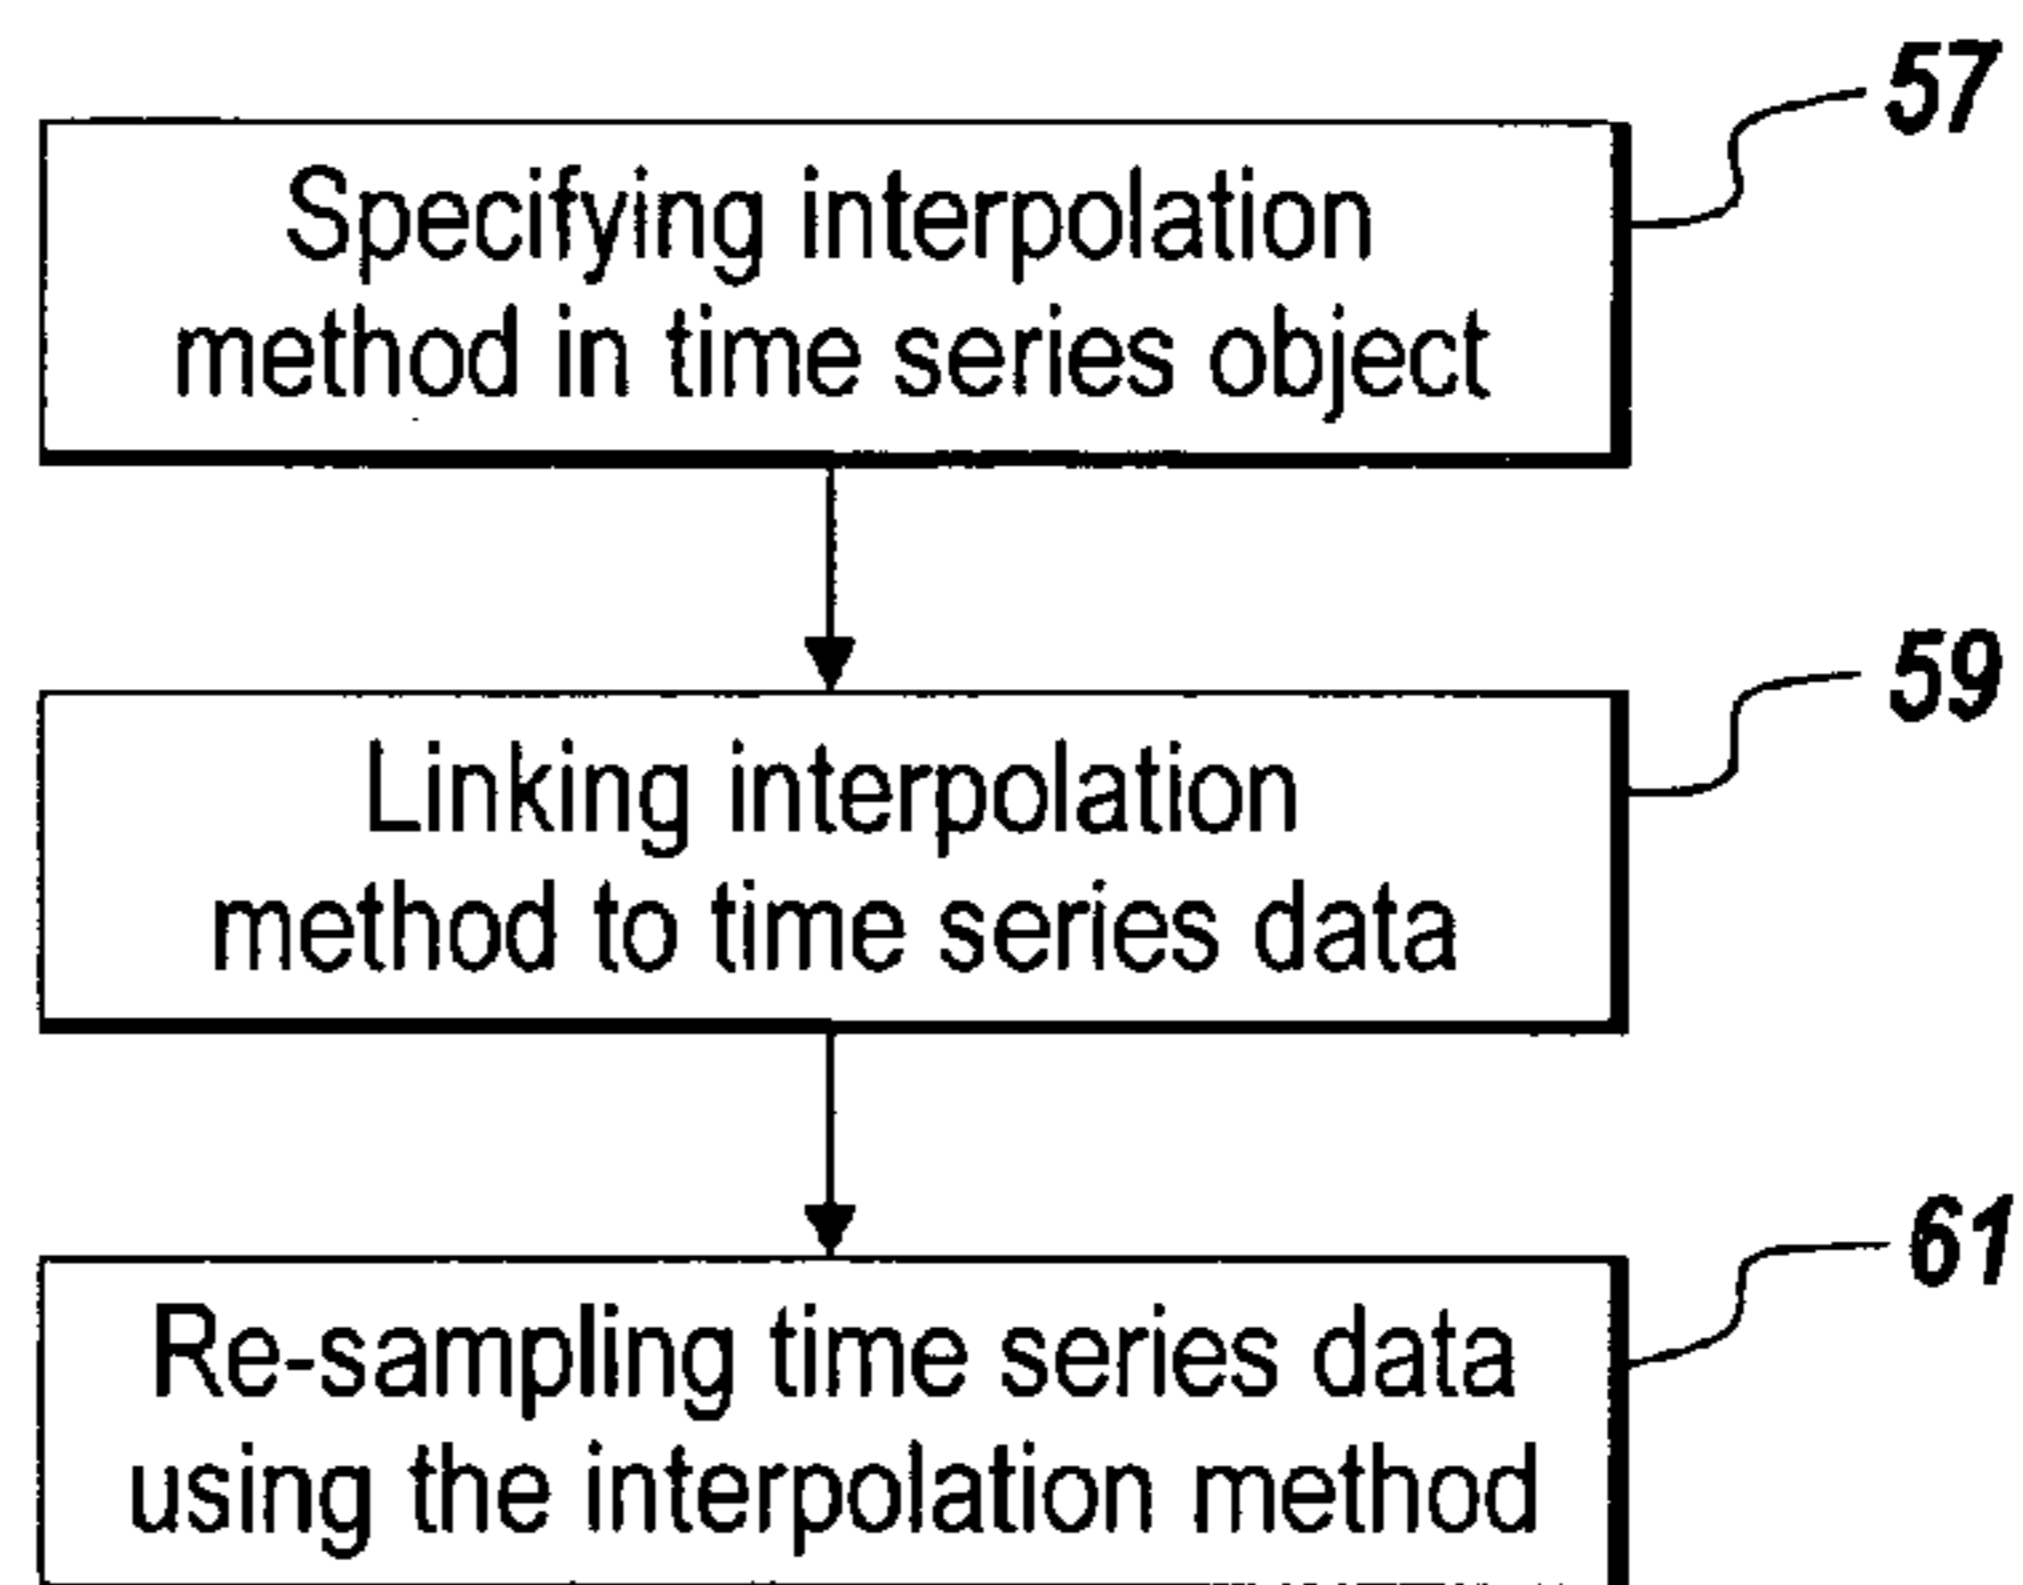 57
Specifying interpolation
method in time series object
59
Linking interpolation
method to time series data
61
Re-sampling time series data
using the interpolation method